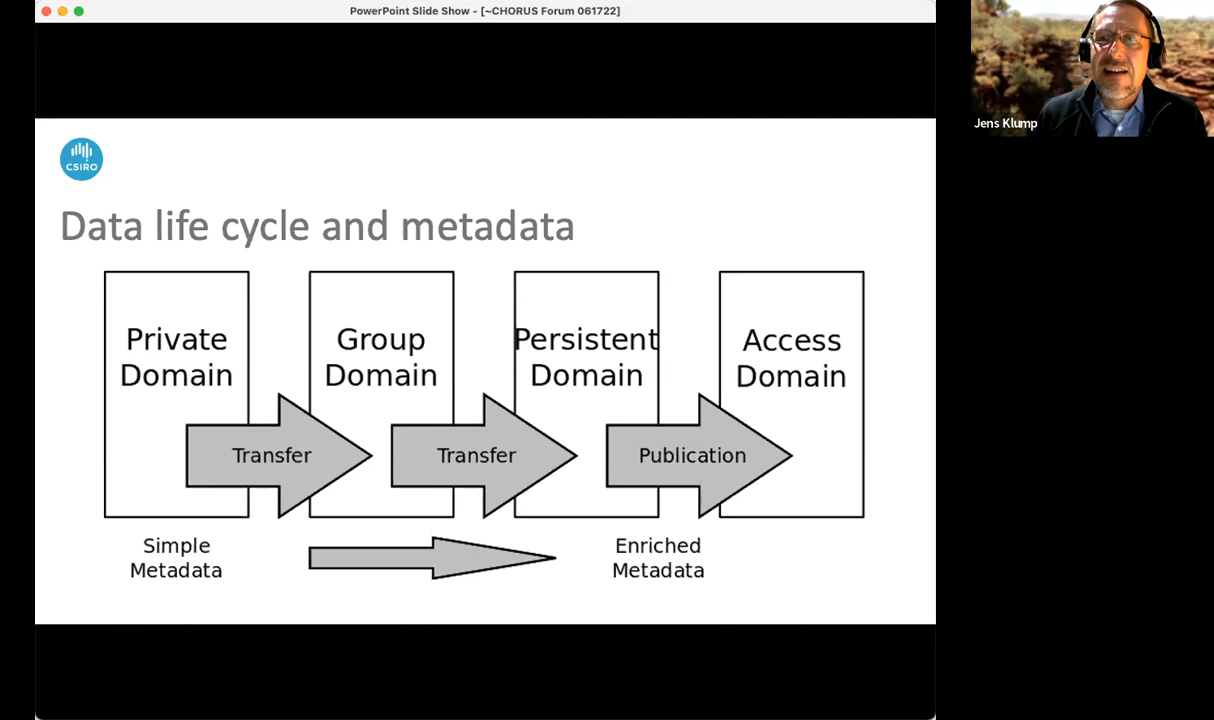 PowerPoint Slide Show - [~CHORUS Forum 061722]
Jens Klump
CSIRO
Data life cycle and metadata
Private
Domain
Group
Domain
Persistent
Domain
Access
Domain
Transfer
Transfer
Publication
Simple
Metadata
Enriched
Metadata